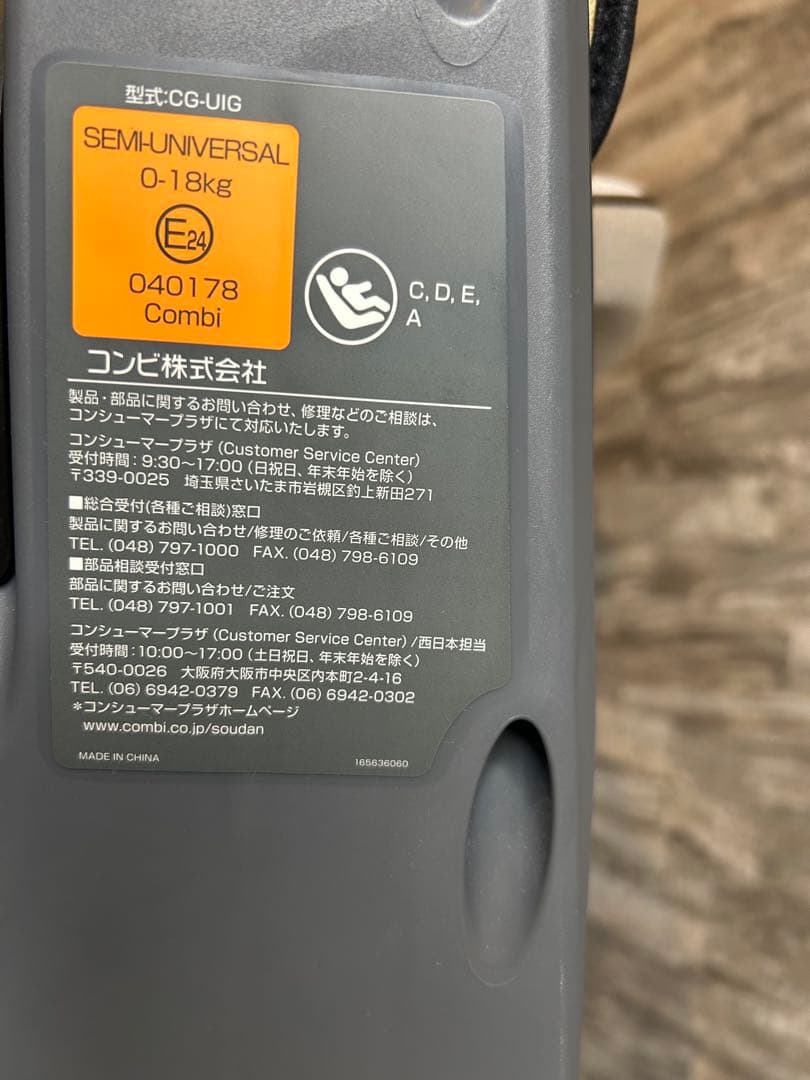 型式:CG-UIG
SEMI-UNIVERSAL
0-18kg
E24
040178
Combi
C, D, E,
A
コンビ株式会社
製品・部品に関するお問い合わせ、修理などのご相談は、
コンシューマープラザにて対応いたします。
コンシューマープラザ (Customer Service Center)
受付時間：9:30～17:00 (日祝日、年末年始を除く)
〒339-0025 埼玉県さいたま市岩槻区釣上新田271
■総合受付(各種ご相談)窓口
製品に関するお問い合わせ/修理のご依頼/各種ご相談/その他
TEL. (048) 797-1000 FAX. (048) 798-6109
■部品相談受付窓口
部品に関するお問い合わせ/ご注文
TEL. (048) 797-1001 FAX. (048) 798-6109
コンシューマープラザ (Customer Service Center) /西日本担当
受付時間：10:00～17:00 (土日祝日、年末年始を除く)
〒540-0026 大阪府大阪市中央区内本町2-4-16
TEL. (06) 6942-0379 FAX. (06) 6942-0302
＊コンシューマープラザホームページ
www.combi.co.jp/soudan
MADE IN CHINA
165636060